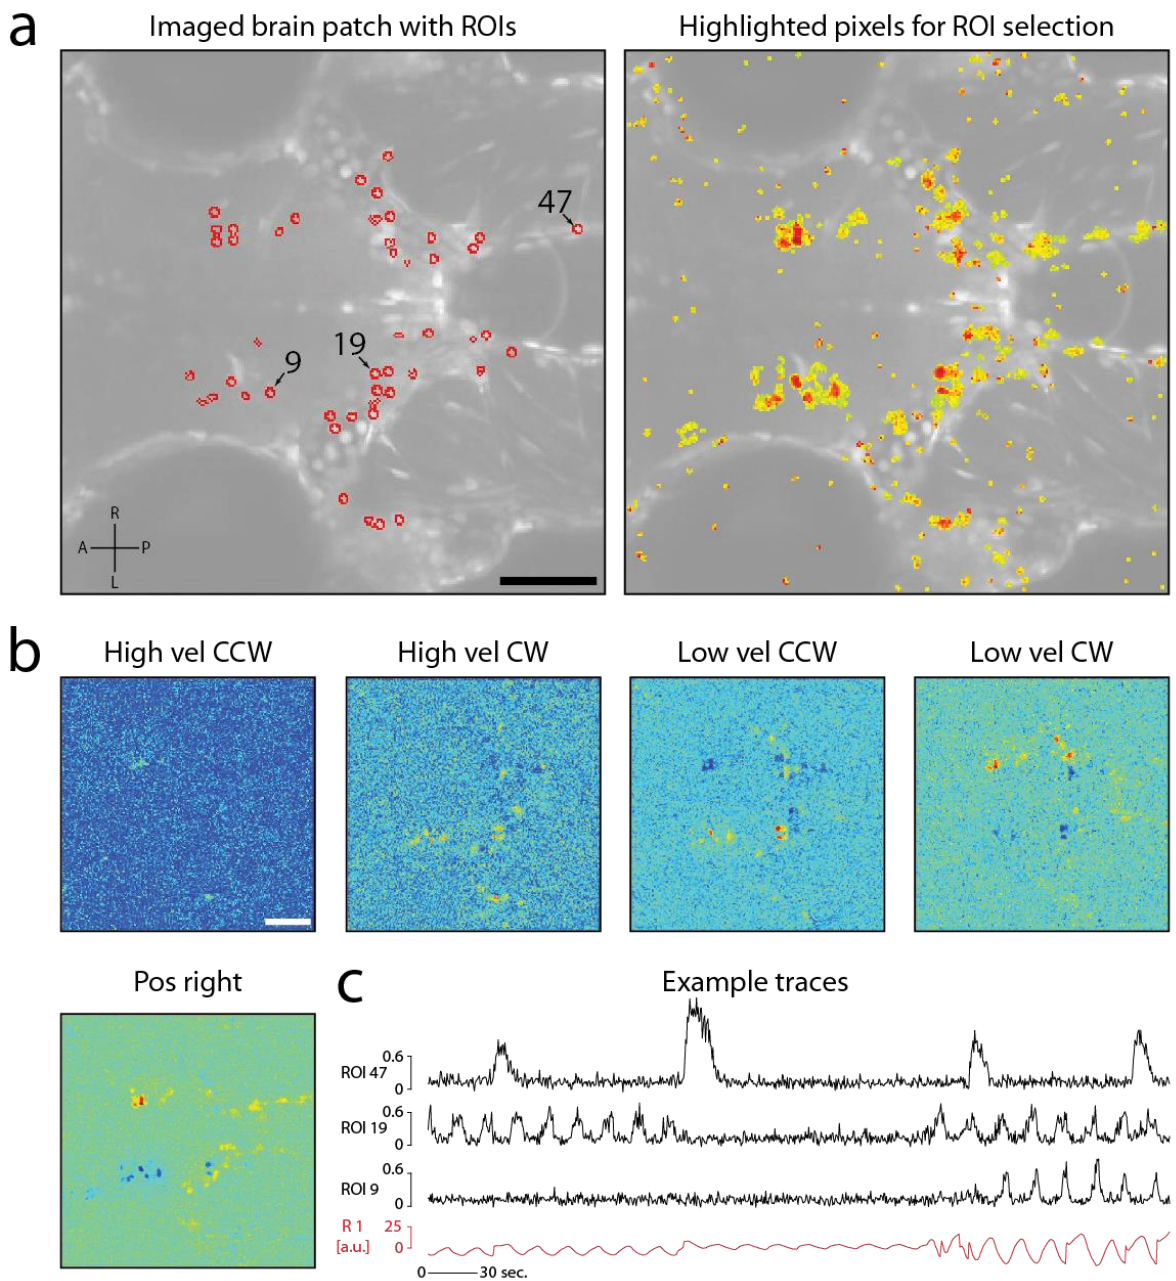 a
Imaged brain patch with ROIs
Highlighted pixels for ROI selection
47
19
9
R
A P
L
b
High vel CCW
High vel CW
Low vel CCW
Low vel CW
Pos right
c
Example traces
ROI 47
0.6
0
ROI 19
0.6
0
ROI 9
0.6
0
R 1
[a.u.]
25
0
0 30 sec.